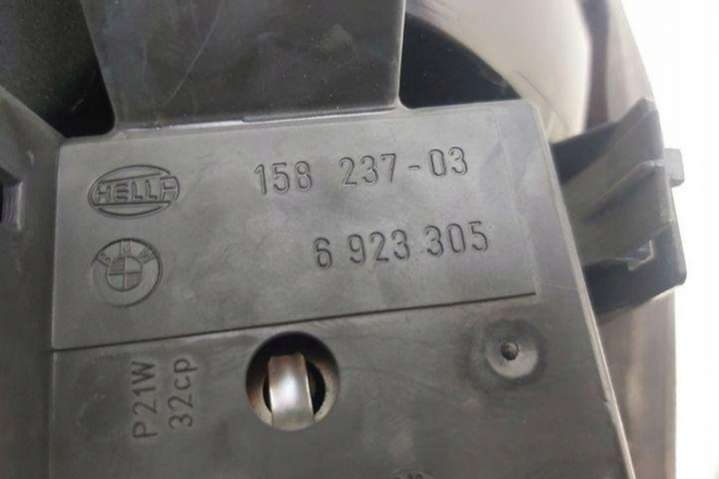 HELLA 158 237-03
BMW 6 923 305
P21W
32cp